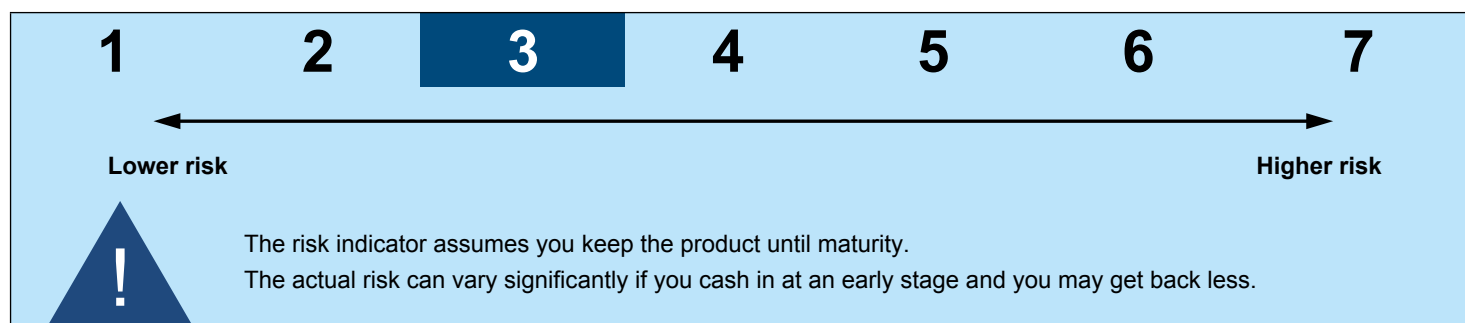 1 2 3 4 5 6 7
Lower risk Higher risk
!
The risk indicator assumes you keep the product until maturity.
The actual risk can vary significantly if you cash in at an early stage and you may get back less.